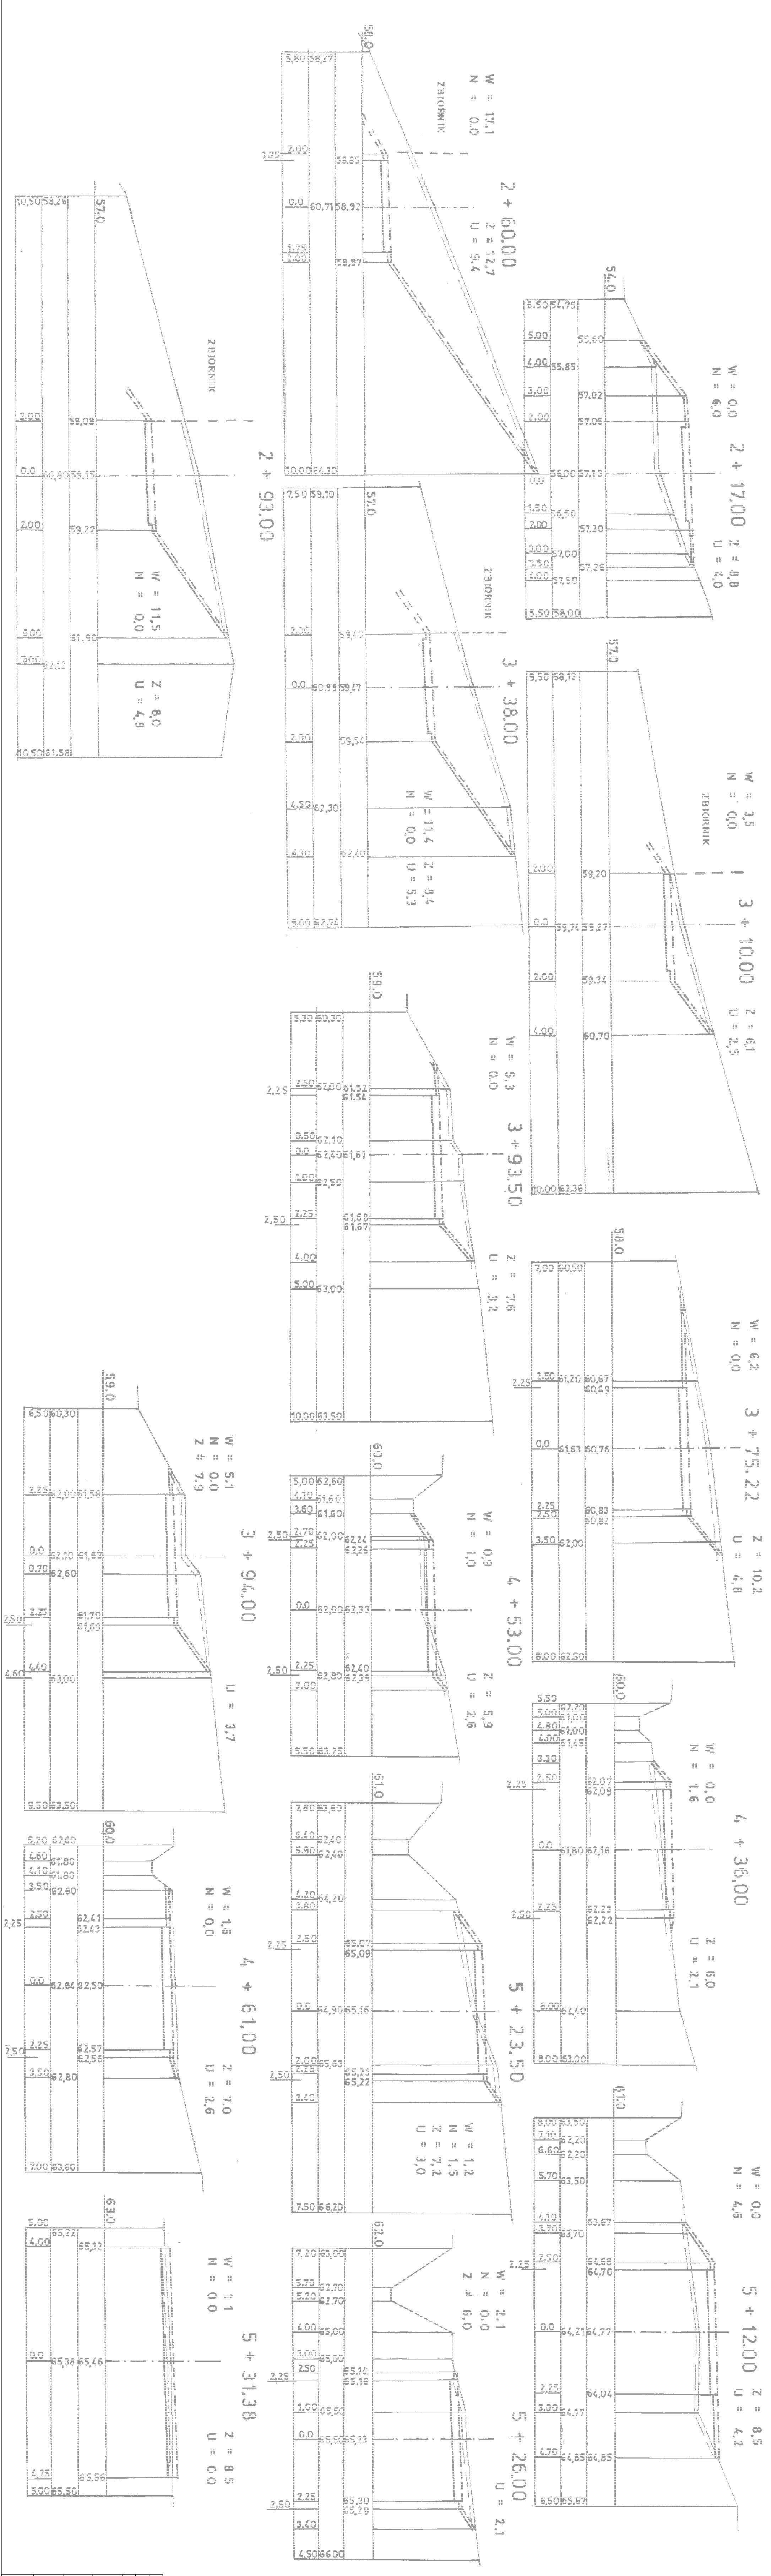 2 + 17,00
W = 0,0
N = 6,0
Z = 8,8
U = 4,0
54.0
6.50 54.75
5.00 55,60
4.00 55,85
3.00 57,02
2.00 57,06
0,0 56,00 57,13
1.50 56,50
2.00 57,20
3.00 57,00
3.50 57,26
4.00 57,50
5.50 58,00
2 + 60,00
W = 17,1
N = 0,0
Z = 12,7
U = 9,4
ZBIORNIK
58,0
5,80 58,27
2.00
1.75 58,85
0.0 60,71 58,92
1.75
2.00 58,97
10.00 64,30
2 + 93,00
ZBIORNIK
W = 11,5
N = 0,0
Z = 8,0
U = 4,8
57.0
10,50 58,26
2.00 59,08
0.0 60,80 59,15
2.00 59,22
6.00 61,90
7.00 62,12
10,50 61,58
3 + 10.00
W = 3,5
N = 0,0
Z = 6,1
U = 2,5
ZBIORNIK
57.0
9,50 58,13
2.00 59,20
0.0 59,74 59,27
2.00 59,34
4.00 60,70
10.00 62,36
3 + 38,00
ZBIORNIK
W = 11,4
N = 0,0
Z = 8,4
U = 5,3
57.0
7,50 59,10
2.00 59,40
0.0 60,99 59,47
2.00 59,54
4.50 62,30
6.30 62,40
9.00 62,74
3 + 75.22
W = 6,2
N = 0,0
Z = 10,2
U = 4,8
58.0
7,00 60,50
2.50 61,20 60,67
2.25 60,69
0.0 61,63 60,76
2.25 60,83
2.50 60,82
3.50 62,00
8.00 62,50
3 + 93.50
W = 5,3
N = 0,0
Z = 7,6
U = 3,2
59.0
5,30 60,30
2.50 62,00 61,52
2,25 61,54
0.50 62,10
0.0 62,40 61,61
1.00 62,50
2.25 61,68
2.50 61,67
4.00
5.00 63,00
10.00 63,50
3 + 94.00
W = 5,1
N = 0,0
Z = 7,9
U = 3,7
59.0
6,50 60,30
2.25 62,00 61,56
0.0 62,10 61,63
0.70 62,60
2.25 61,70
2.50 61,69
4.40
4.60 63,00
9,50 63,50
4 + 36,00
W = 0,0
N = 1,6
Z = 6,0
U = 2,1
60.0
5.50 62,20
5.00 61,00
4.80 61,00
4.00 61,45
3.30
2.50 62,07
2.25 62,09
0.0 61,80 62,16
2.25 62,23
2.50 62,22
6.00 62,40
8.00 63,00
4 + 53.00
W = 0,9
N = 1,0
Z = 5,9
U = 2,6
60.0
5,00 62,60
4.10 61,60
3.60 61,60
2.70 62,00
2.50 62,24
2.25 62,26
0.0 62,00 62,33
2.25 62,40
2.50 62,80 62,39
3.00
5.50 63,25
4 + 61,00
W = 1,6
N = 0,0
Z = 7,0
U = 2,6
60.0
5.20 62,60
4.60 61,80
4.10 61,80
3.50 62,60
2.50 62,41
2,25 62,43
0.0 62,64 62,50
2.25 62,57
2.50 62,56
3.50 62,80
7.00 63,60
5 + 12.00
W = 0,0
N = 4,6
Z = 8,5
U = 4,2
61.0
8,00 63,50
7.10 62,20
6.60 62,20
5.70 63,50
4.10 63,67
3.70 63,70
2.50 64,68
2.25 64,70
0.0 64,21 64,77
2.25 64,04
3.00 64,17
4.70 64,85 64,85
6,50 65,67
5 + 23.50
W = 1,2
N = 1,5
Z = 7,2
U = 3,0
61.0
7,80 63,60
6.40 62,40
5.90 62,40
4.20 64,20
3.80
2.50 65,07
2.25 65,09
0.0 64,90 65,16
2.00 65,63
2.25 65,23
2,50 65,22
3.40
7.50 66,20
5 + 26.00
W = 2,1
N = 0,0
Z = 6,0
U = 2,1
62.0
7,20 63,00
5.70 62,70
5.20 62,70
4.00 65,00
3.00 65,00
2.50 65,14
2.25 65,16
1.00 65,50
0.0 65,50 65,23
2.25 65,30
2.50 65,29
3.40
4.50 66,00
5 + 31,38
W = 1,1
N = 0,0
Z = 8,5
U = 0,0
63.0
5.00 65,22
4.00 65,32
0.0 65,38 65,46
4.25 65,56
5.00 65,50